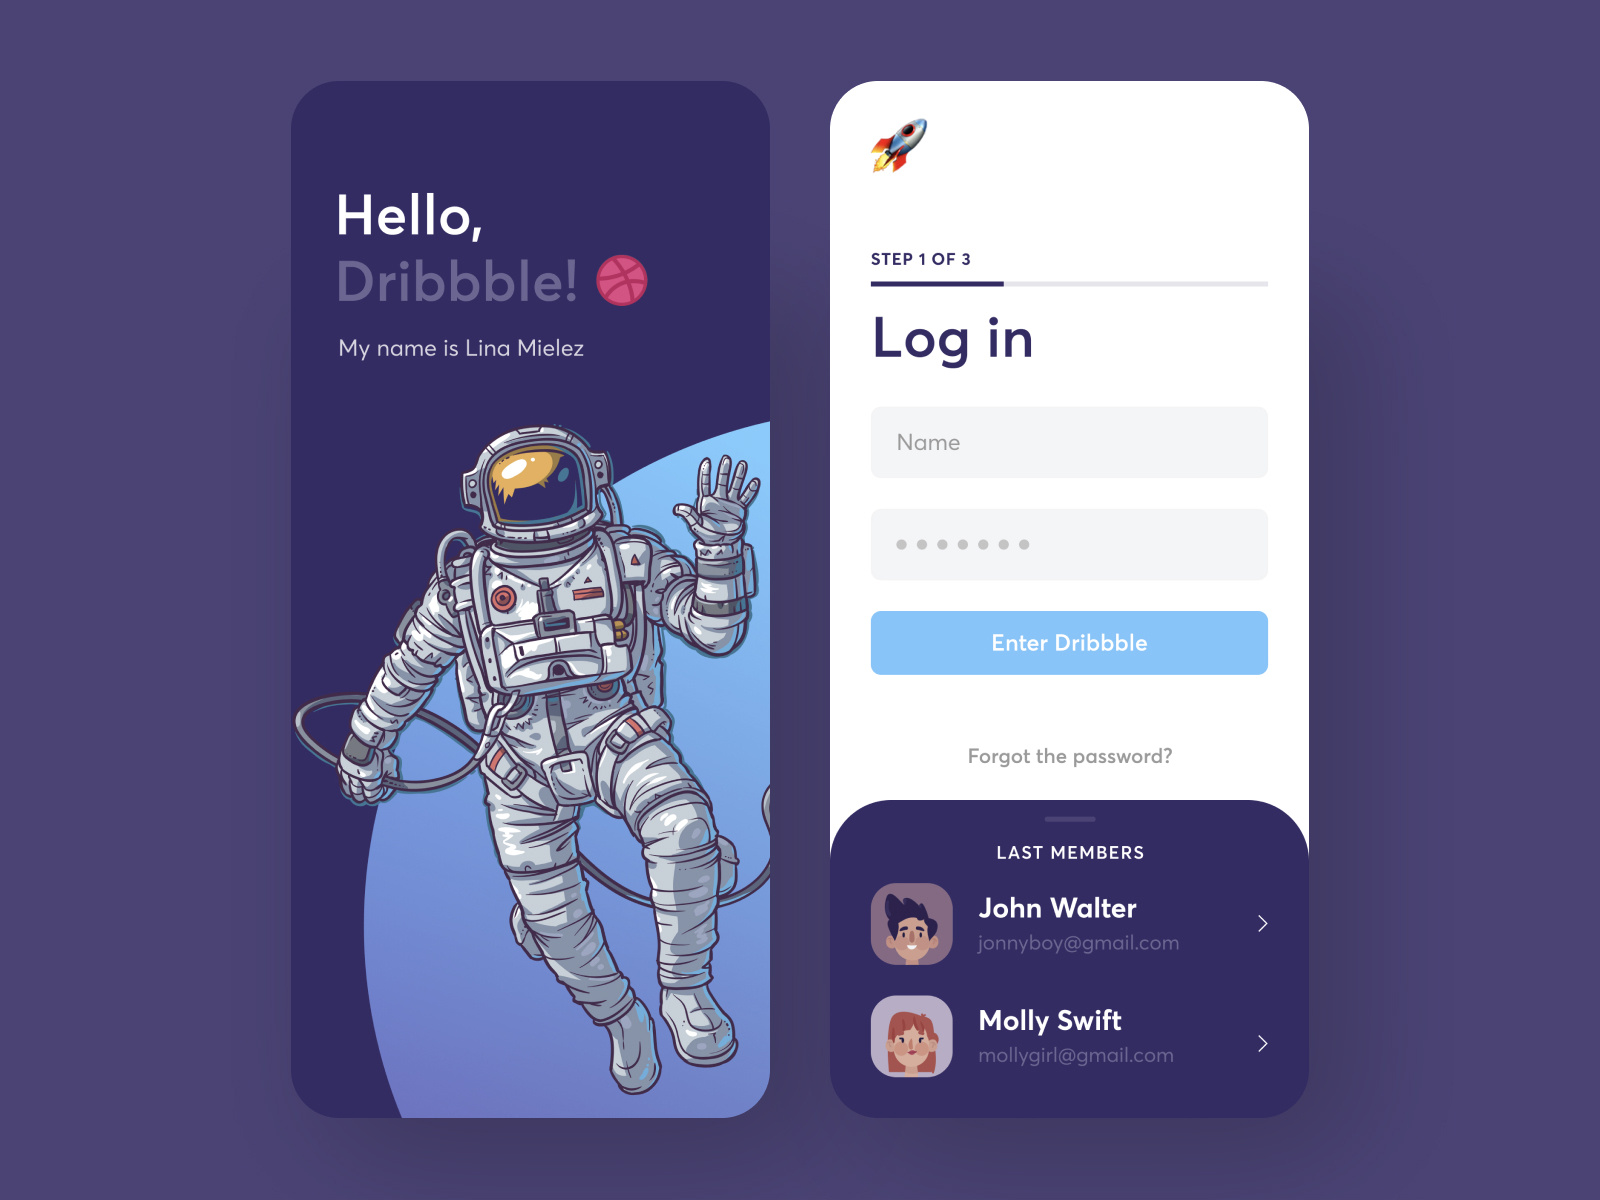 Hello,
Dribbble!
My name is Lina Mielez
STEP 1 OF 3
Log in
Name
Enter Dribbble
Forgot the password?
LAST MEMBERS
John Walter
jonnyboy@gmail.com
Molly Swift
mollygirl@gmail.com